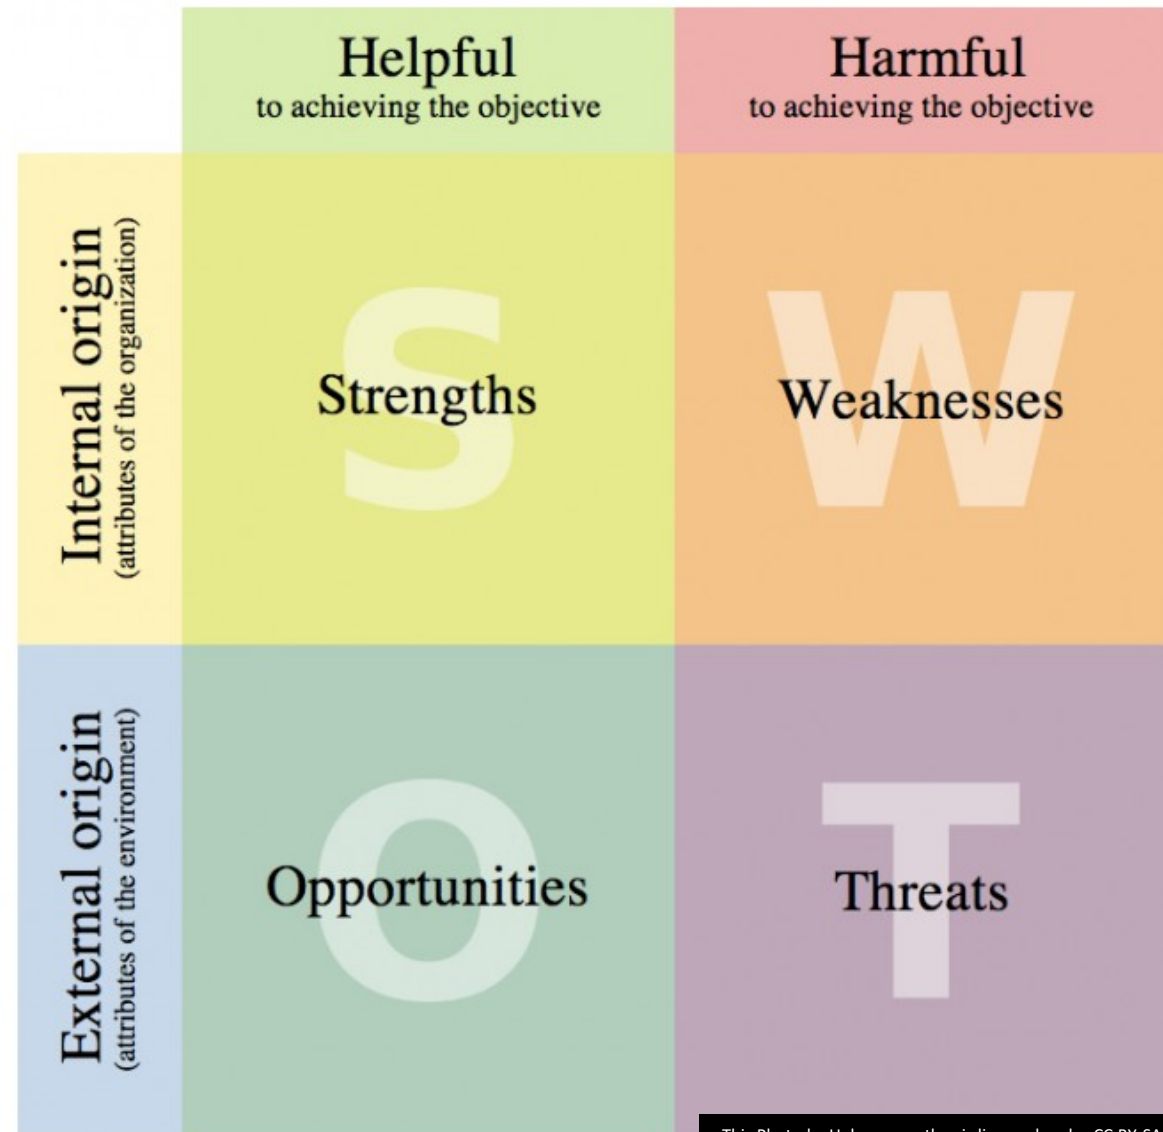 Helpful
to achieving the objective
Harmful
to achieving the objective
Internal origin
(attributes of the organization)
S
Strengths
W
Weaknesses
External origin
(attributes of the environment)
O
Opportunities
T
Threats